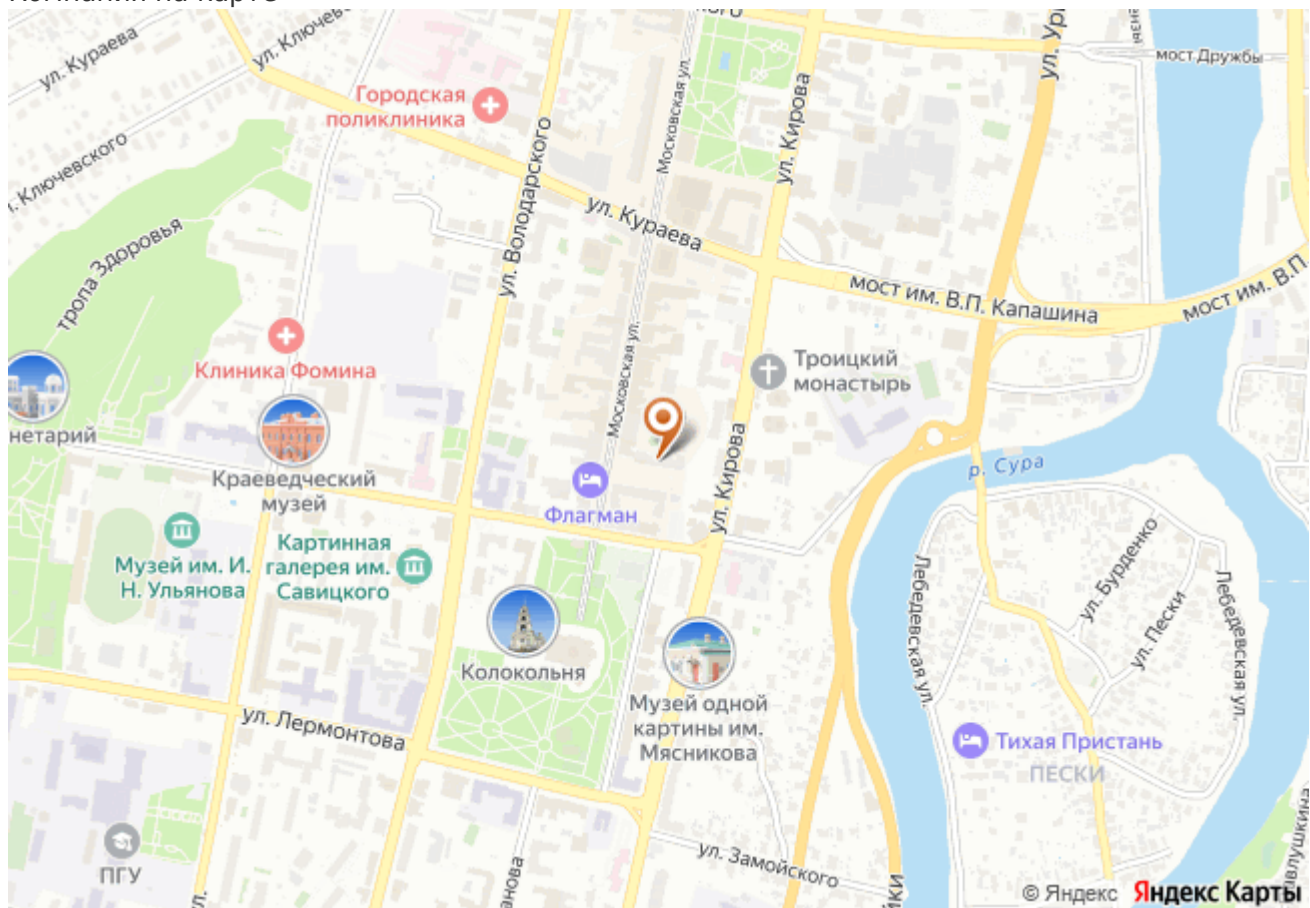 ул. Кураева
мост Дружбы
Городская
поликлиника
ул. Володарского
Московская ул.
ул. Кирова
. Ключевского
тропа Здоровья
ул. Кураева
мост им. В.П. Капашина
мост им. В.П.
Клиника Фомина
Московская ул.
Троицкий
монастырь
нетарий
Краеведческий
музей
Флагман
ул. Кирова
р. Сура
Музей им. И.
Н. Ульянова
Картинная
галерея им.
Савицкого
ул. Бурденко
ул. Пески
Лебедевская ул.
Лебедевская ул.
Колокольня
Музей одной
картины им.
Мясникова
ул. Лермонтова
Тихая Пристань
ПЕСКИ
ПГУ
ул. Замойского
© Яндекс Яндекс Карты